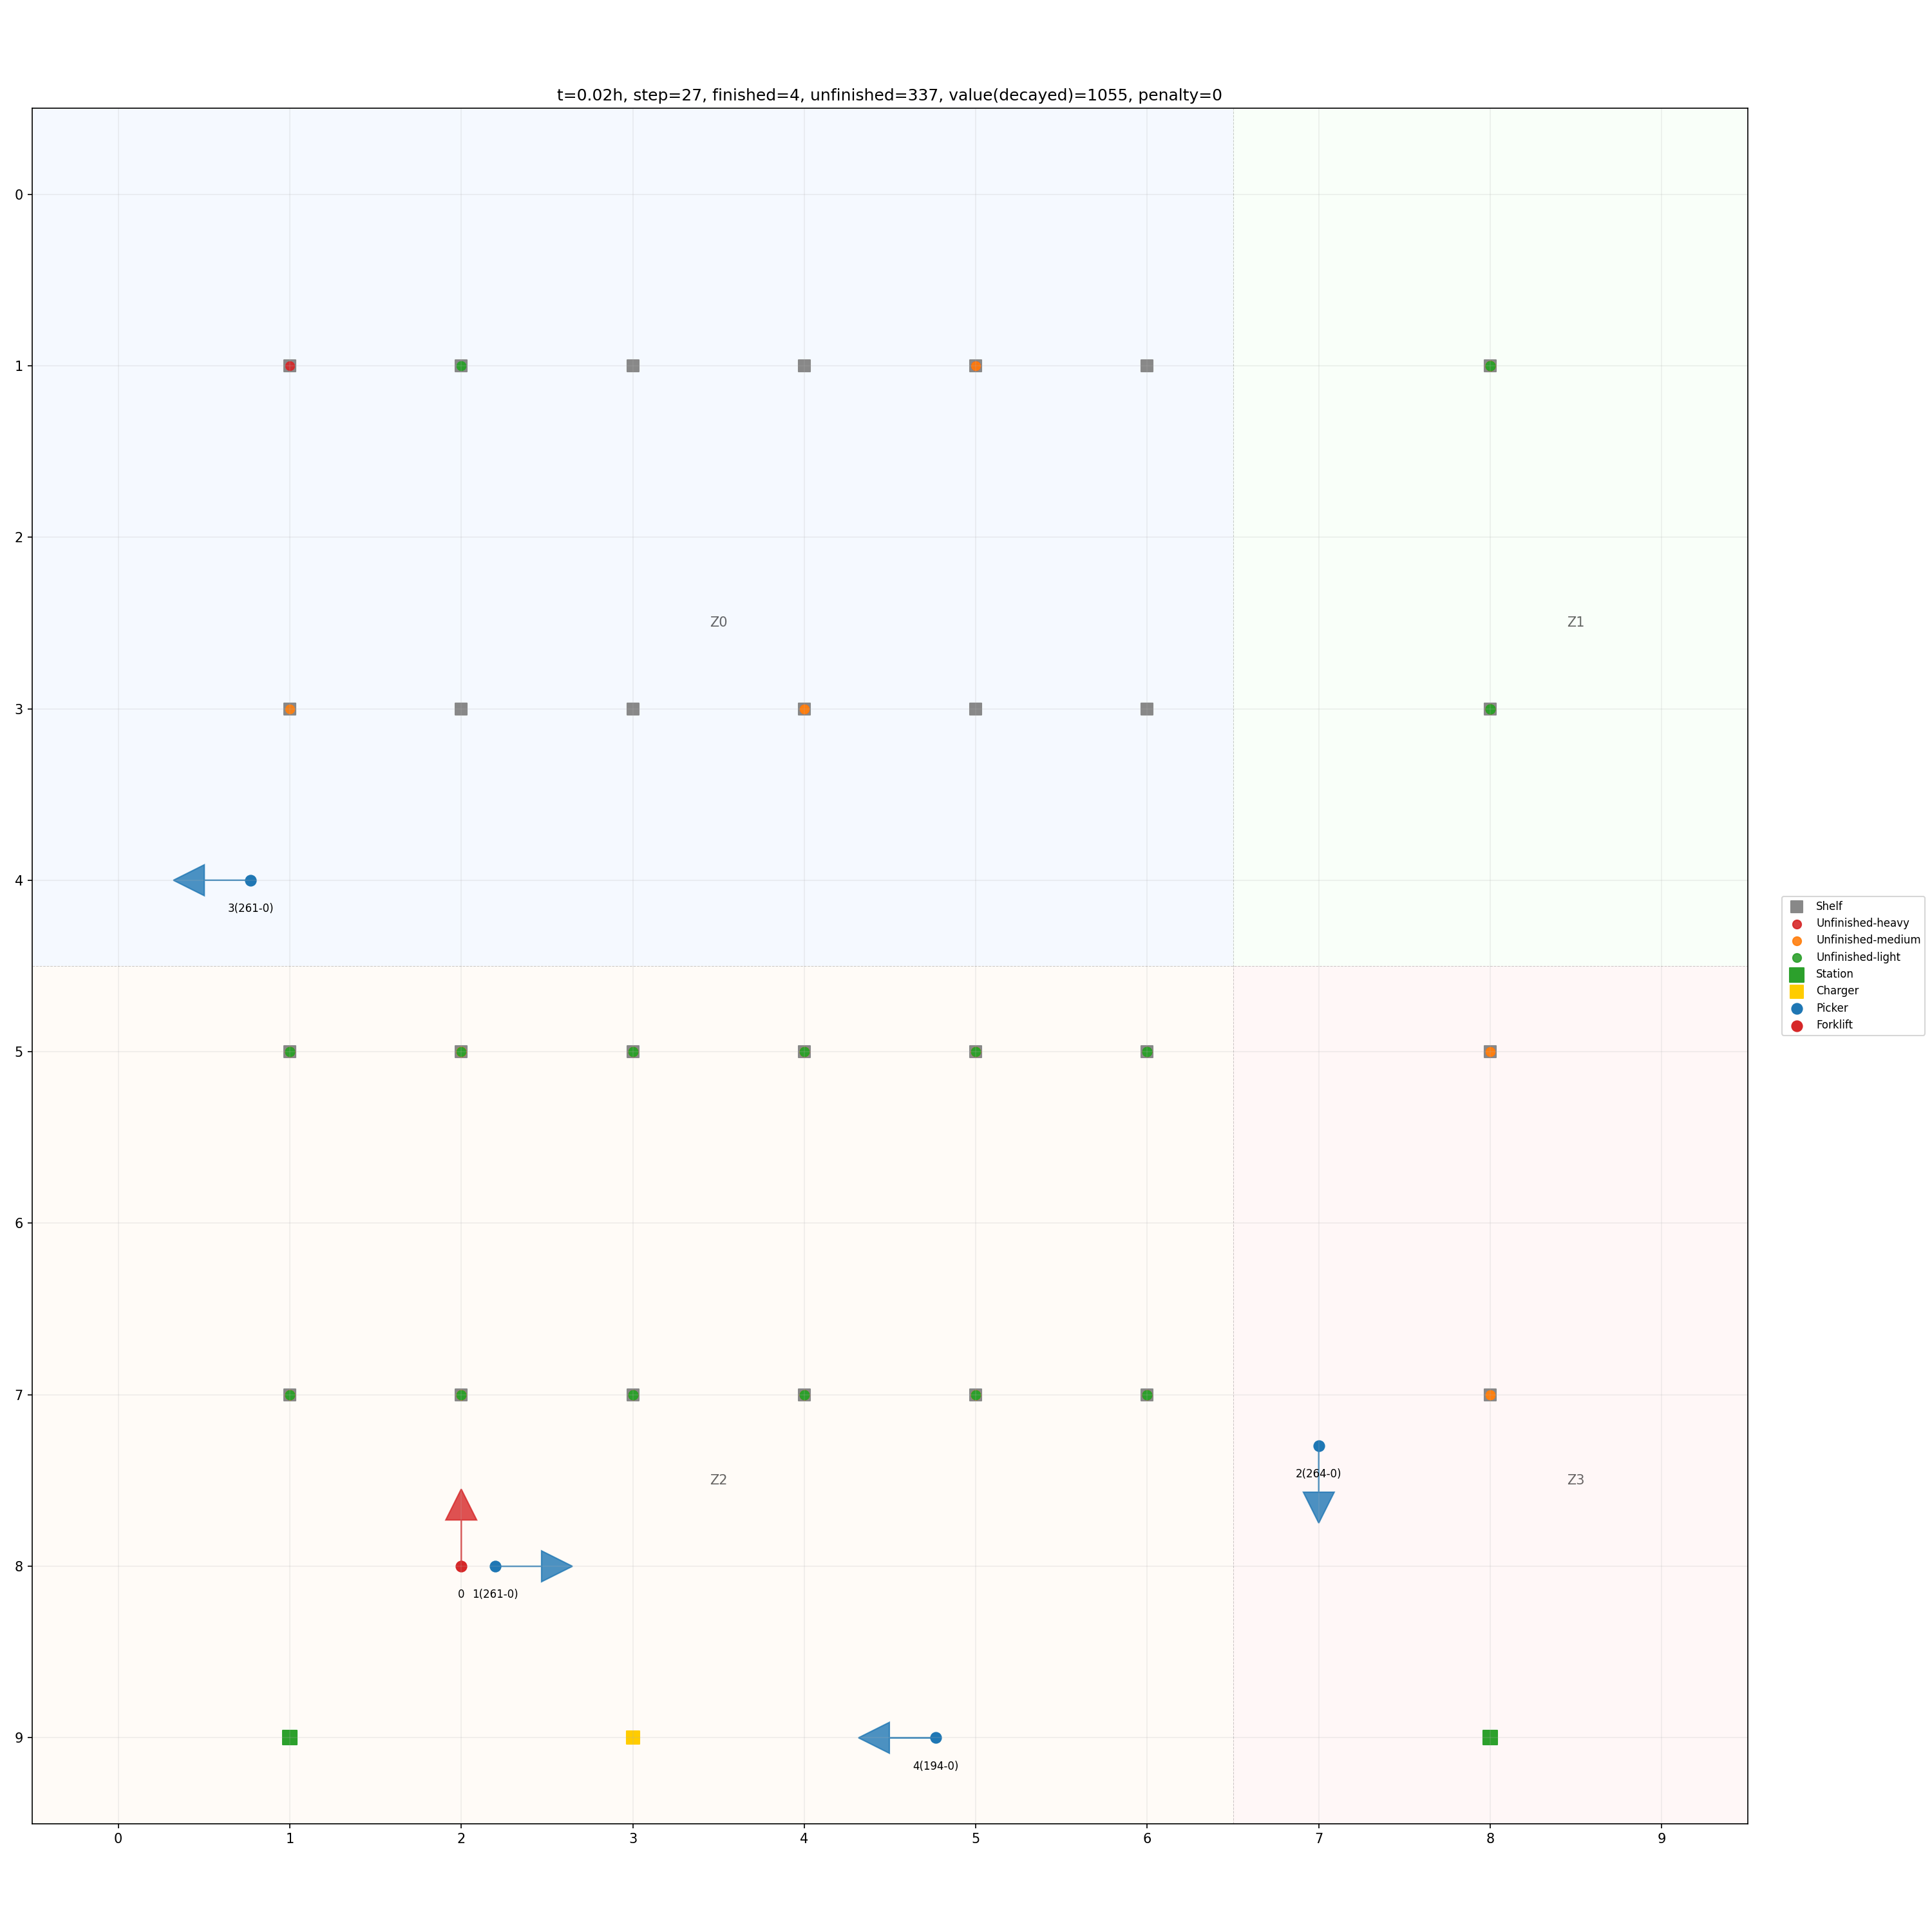 t=0.02h, step=27, finished=4, unfinished=337, value(decayed)=1055, penalty=0
0
1
2
Z0
Z1
3
4
3(261-0)
Shelf
Unfinished-heavy
Unfinished-medium
Unfinished-light
Station
Charger
Picker
Forklift
5
6
7
2(264-0)
Z2
Z3
8
0
1(261-0)
9
4(194-0)
0
1
2
3
4
5
6
7
8
9